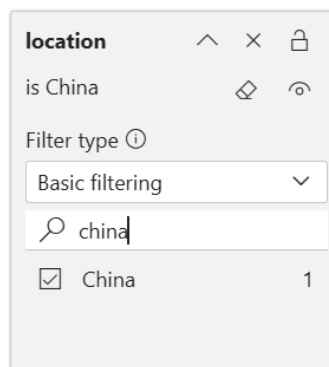 location
is China
Filter type
Basic filtering
china
China 1